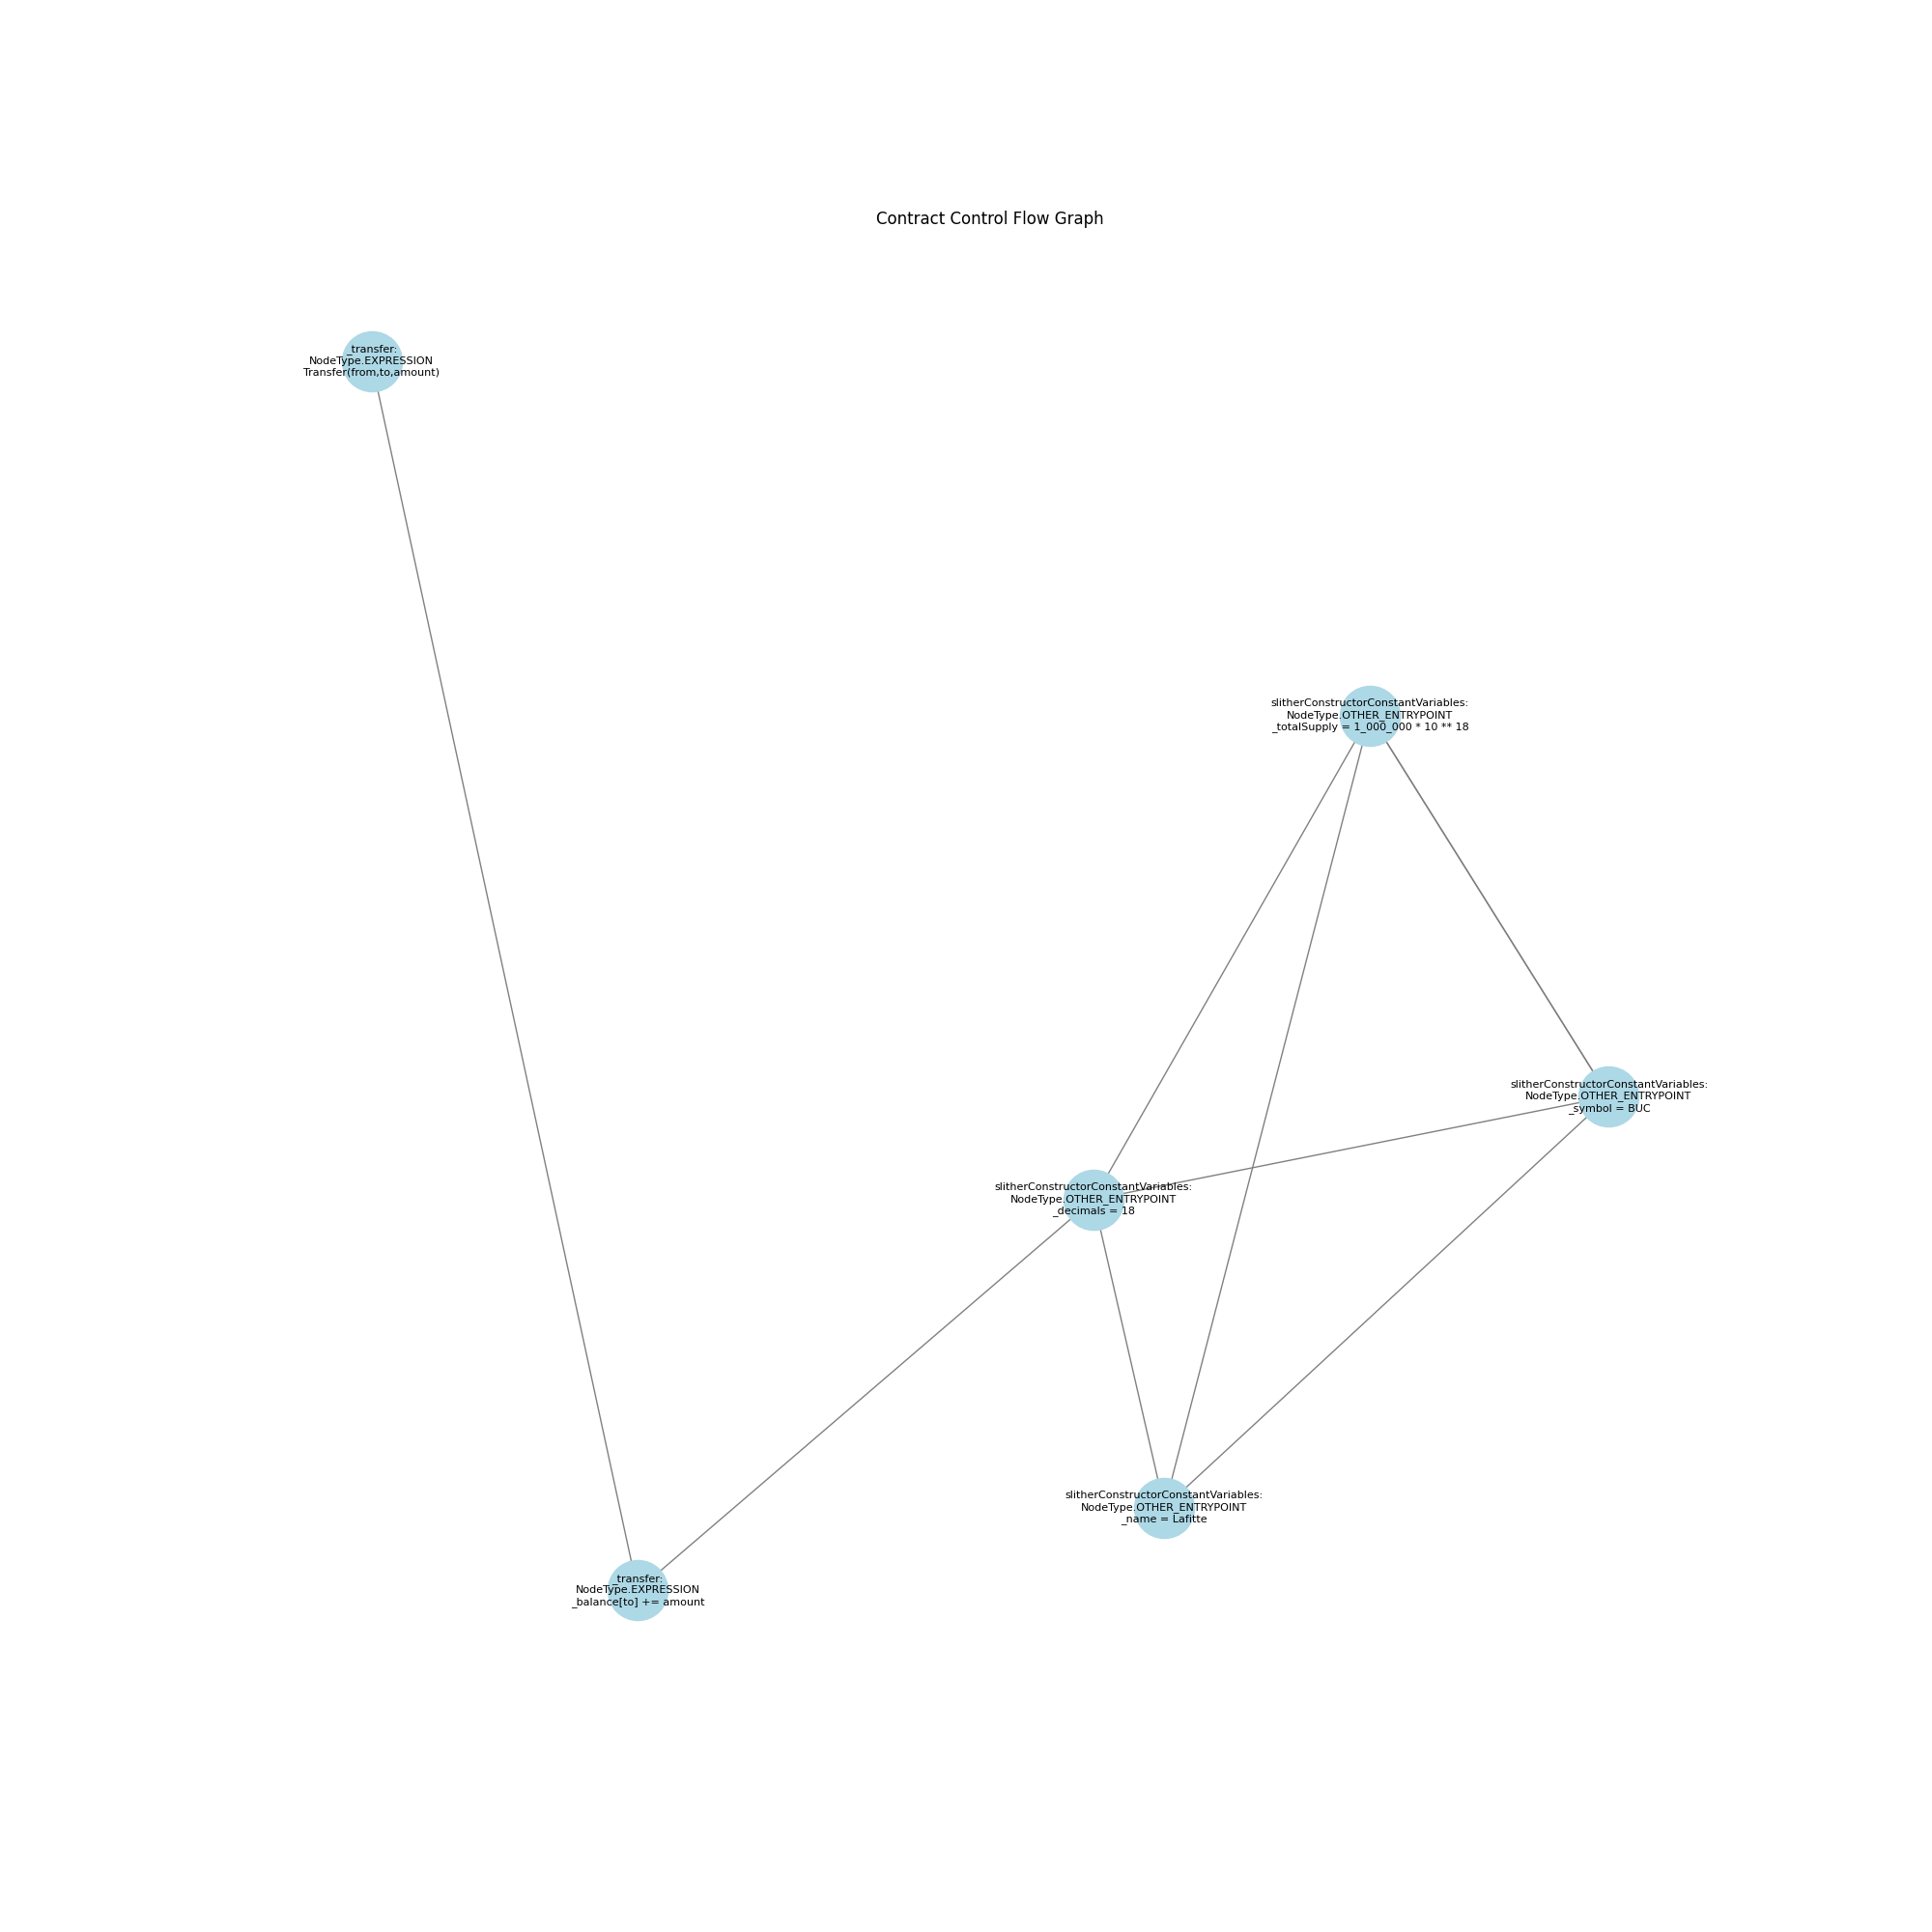 Contract Control Flow Graph
_transfer:
NodeType.EXPRESSION
Transfer(from,to,amount)
slitherConstructorConstantVariables:
NodeType.OTHER_ENTRYPOINT
_totalSupply = 1_000_000 * 10 ** 18
slitherConstructorConstantVariables:
NodeType.OTHER_ENTRYPOINT
_symbol = BUC
slitherConstructorConstantVariables:
NodeType.OTHER_ENTRYPOINT
_decimals = 18
slitherConstructorConstantVariables:
NodeType.OTHER_ENTRYPOINT
_name = Lafitte
_transfer:
NodeType.EXPRESSION
_balance[to] += amount